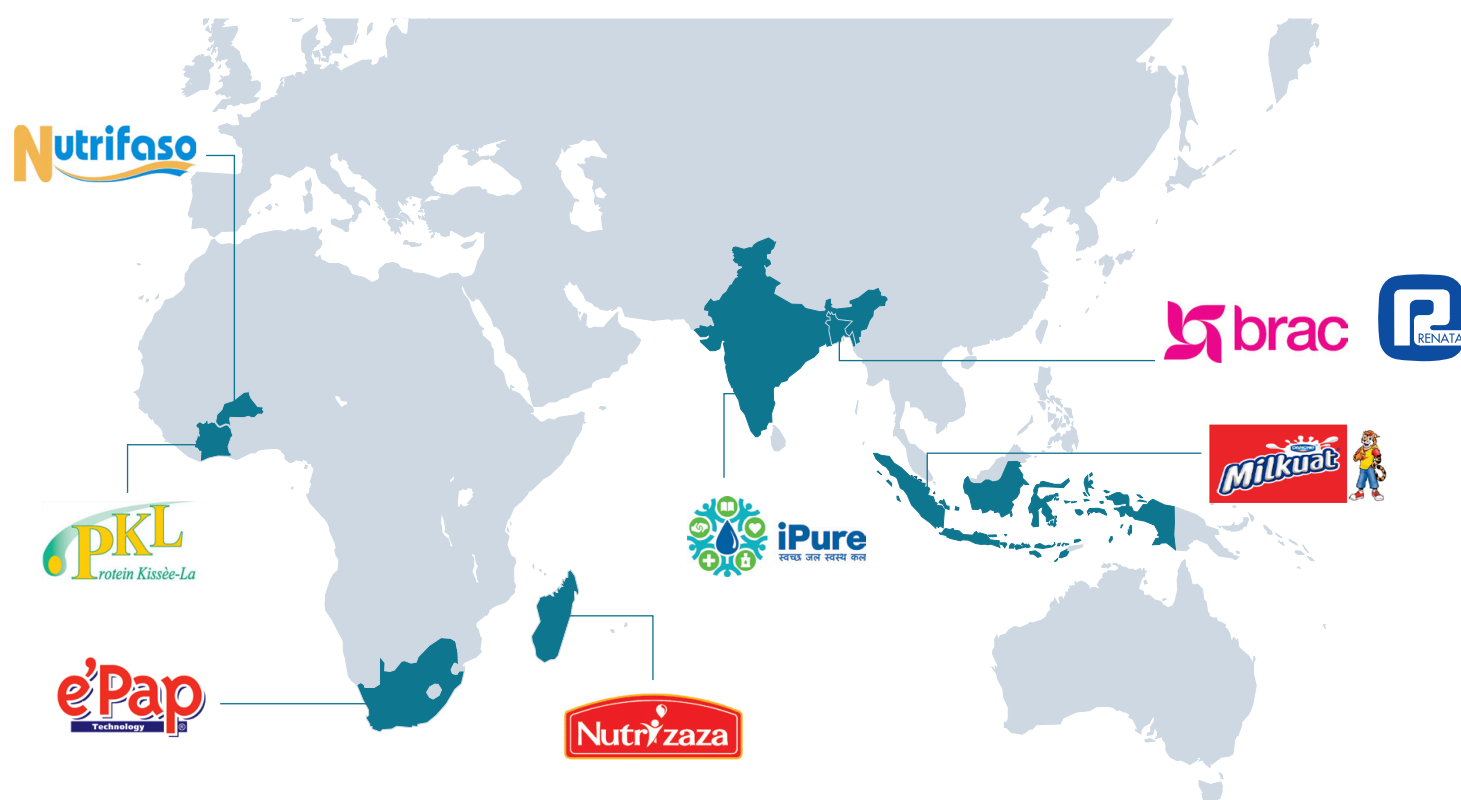 Nutrifaso
brac
RENATA
Milkuat
PKL
Protein Kissèe-La
iPure
स्वच्छ जल स्वस्थ कल
e'Pap
Technology
®
Nutrizaza